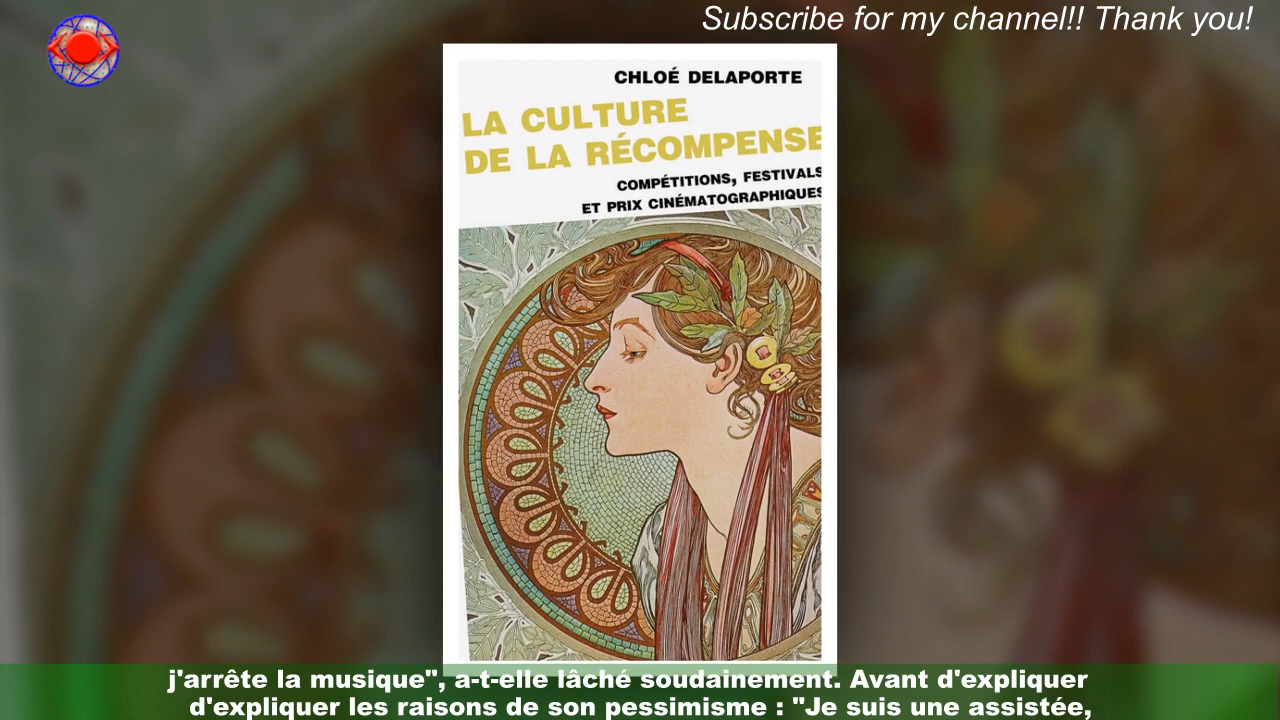 Subscribe for my channel!! Thank you!
CHLOÉ DELAPORTE
LA CULTURE
DE LA RÉCOMPENSE
COMPÉTITIONS, FESTIVALS
ET PRIX CINÉMATOGRAPHIQUES
j'arrête la musique", a-t-elle lâché soudainement. Avant d'expliquer
d'expliquer les raisons de son pessimisme : "Je suis une assistée,